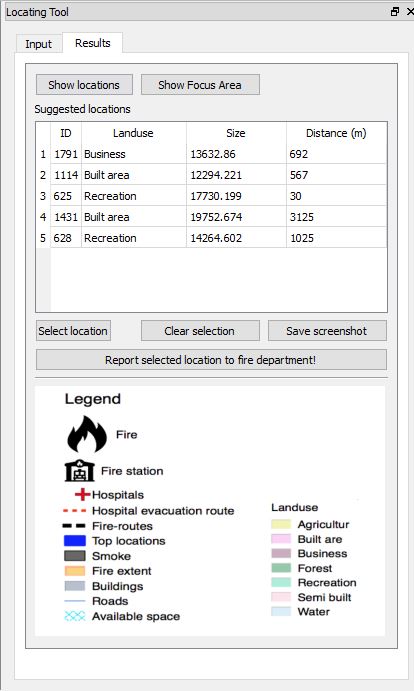 Locating Tool
Input Results
Show locations Show Focus Area
Suggested locations
ID Landuse Size Distance (m)
1 1791 Business 13632.86 692
2 1114 Built area 12294.221 567
3 625 Recreation 17730.199 30
4 1431 Built area 19752.674 3125
5 628 Recreation 14264.602 1025
Select location Clear selection Save screenshot
Report selected location to fire department!
Legend
Fire
Fire station
Hospitals
Hospital evacuation route
Fire-routes
Top locations
Smoke
Fire extent
Buildings
Roads
Available space
Landuse
Agricultur
Built are
Business
Forest
Recreation
Semi built
Water